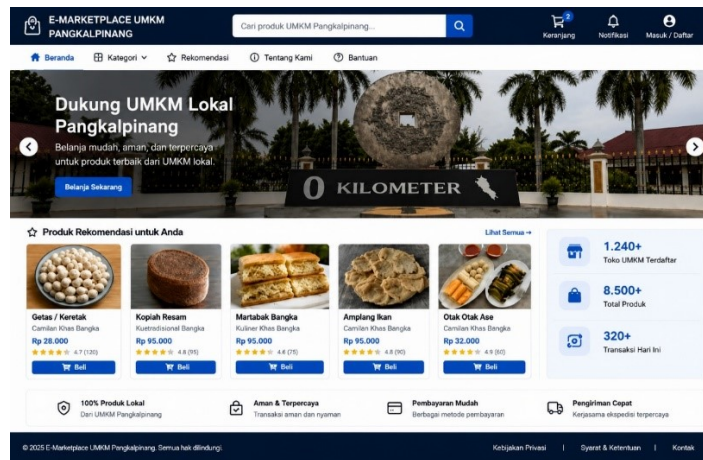 E-MARKETPLACE UMKM
PANGKALPINANG
Cari produk UMKM Pangkalpinang...
2
Keranjang
Notifikasi
Masuk / Daftar
Beranda
Kategori
Rekomendasi
Tentang Kami
Bantuan
Dukung UMKM Lokal
Pangkalpinang
Belanja mudah, aman, dan terpercaya
untuk produk terbaik dari UMKM lokal.
Belanja Sekarang
0 KILOMETER
Produk Rekomendasi untuk Anda
Lihat Semua →
Getas / Keretak
Camilan Khas Bangka
Rp 28.000
4.7 (120)
Beli
Kopiah Resam
Kuetradisional Bangka
Rp 95.000
4.8 (95)
Beli
Martabak Bangka
Kuliner Khas Bangka
Rp 95.000
4.6 (75)
Beli
Amplang Ikan
Camilan Khas Bangka
Rp 95.000
4.8 (90)
Beli
Otak Otak Ase
Camilan Khas Bangka
Rp 32.000
4.9 (60)
Beli
1.240+
Toko UMKM Terdaftar
8.500+
Total Produk
320+
Transaksi Hari Ini
100% Produk Lokal
Dari UMKM Pangkalpinang
Aman & Terpercaya
Transaksi aman dan nyaman
Pembayaran Mudah
Berbagai metode pembayaran
Pengiriman Cepat
Kerjasama ekspedisi terpercaya
© 2025 E-Marketplace UMKM Pangkalpinang. Semua hak dilindungi.
Kebijakan Privasi | Syarat & Ketentuan | Kontak